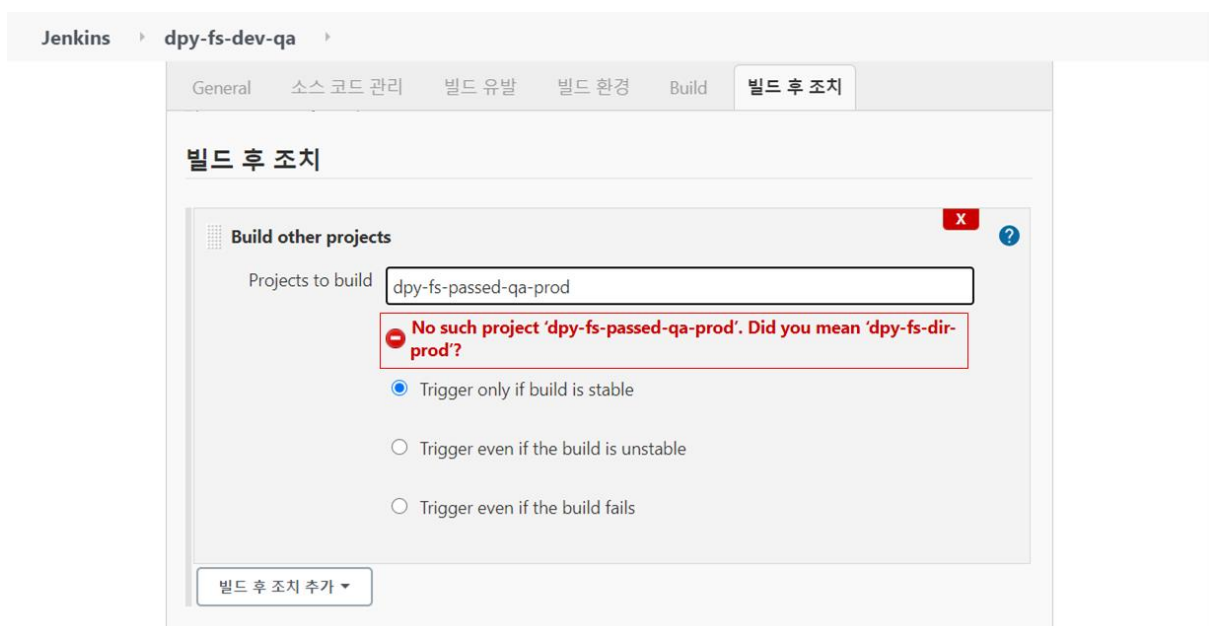 Jenkins dpy-fs-dev-qa
General 소스 코드 관리 빌드 유발 빌드 환경 Build 빌드 후 조치
빌드 후 조치
X
Build other projects ?
Projects to build dpy-fs-passed-qa-prod
No such project ‘dpy-fs-passed-qa-prod’. Did you mean ‘dpy-fs-dir-
prod’?
Trigger only if build is stable
Trigger even if the build is unstable
Trigger even if the build fails
빌드 후 조치 추가